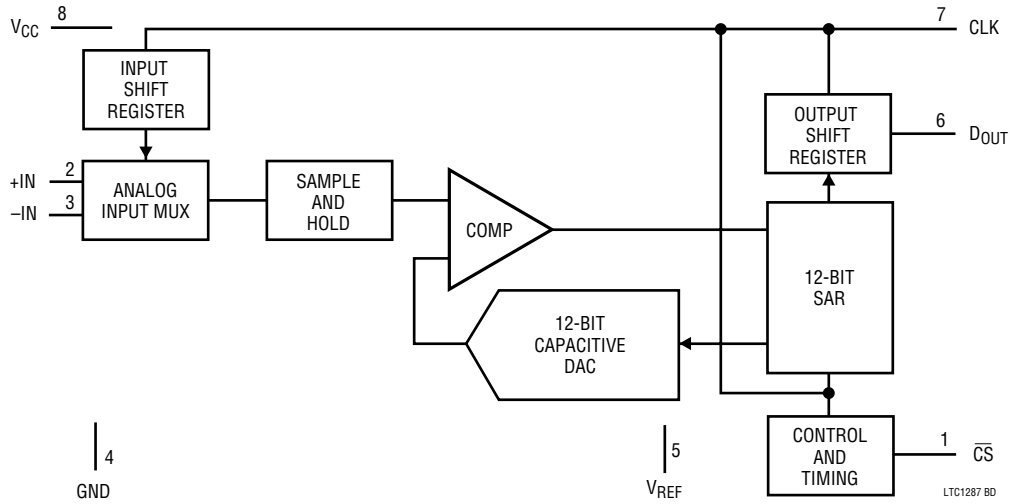 VCC
8
7
CLK
INPUT
SHIFT
REGISTER
OUTPUT
SHIFT
REGISTER
6
DOUT
+IN
2
–IN
3
ANALOG
INPUT MUX
SAMPLE
AND
HOLD
COMP
12-BIT
SAR
12-BIT
CAPACITIVE
DAC
4
GND
5
VREF
CONTROL
AND
TIMING
1
C̅S̅
LTC1287 BD